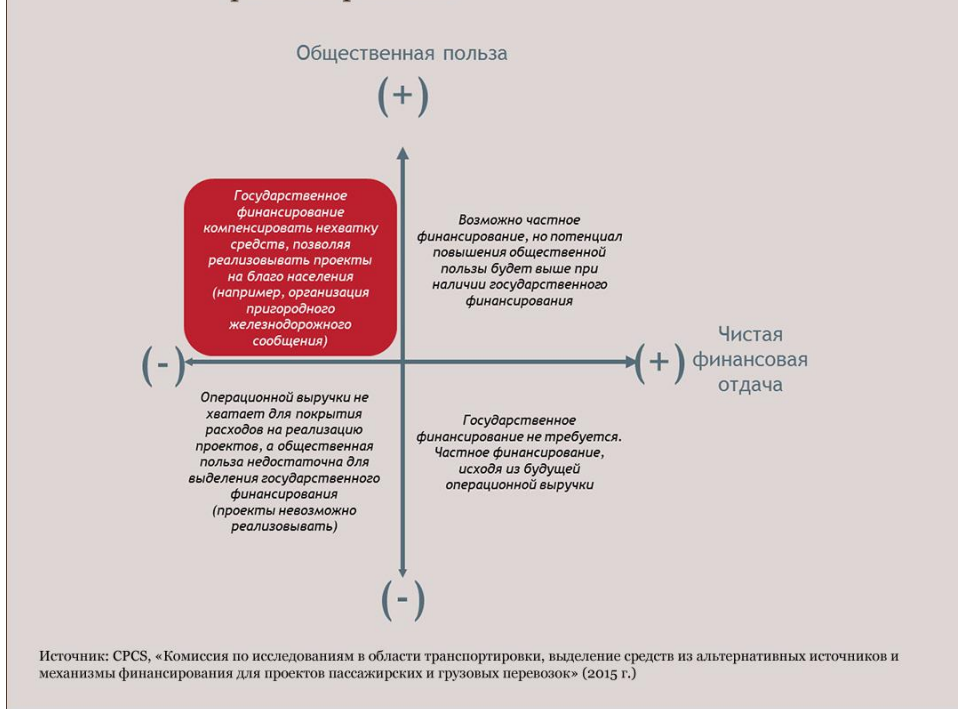 Общественная польза
(+)
Государственное
финансирование
компенсировать нехватку
средств, позволяя
реализовывать проекты
на благо населения
(например, организация
пригородного
железнодорожного
сообщения)
Возможно частное
финансирование, но потенциал
повышения общественной
пользы будет выше при
наличии государственного
финансирования
(-)
(+)
Чистая
финансовая
отдача
Операционной выручки не
хватает для покрытия
расходов на реализацию
проектов, а общественная
польза недостаточна для
выделения государственного
финансирования
(проекты невозможно
реализовывать)
Государственное
финансирование не требуется.
Частное финансирование,
исходя из будущей
операционной выручки
(-)
Источник: CPCS, «Комиссия по исследованиям в области транспортировки, выделение средств из альтернативных источников и
механизмы финансирования для проектов пассажирских и грузовых перевозок» (2015 г.)